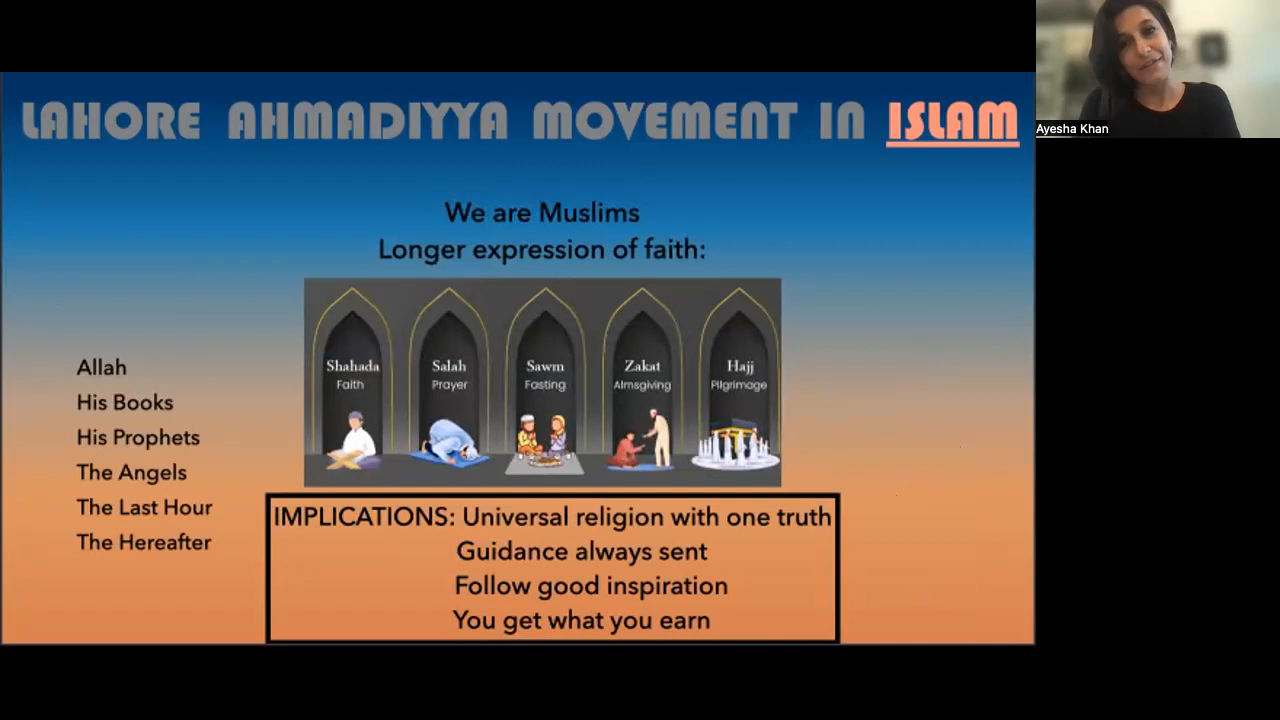 LAHORE AHMADIYYA MOVEMENT IN ISLAM
Ayesha Khan
We are Muslims
Longer expression of faith:
Shahada
Faith
Salah
Prayer
Sawm
Fasting
Zakat
Almsgiving
Hajj
Pilgrimage
Allah
His Books
His Prophets
The Angels
The Last Hour
The Hereafter
IMPLICATIONS: Universal religion with one truth
Guidance always sent
Follow good inspiration
You get what you earn